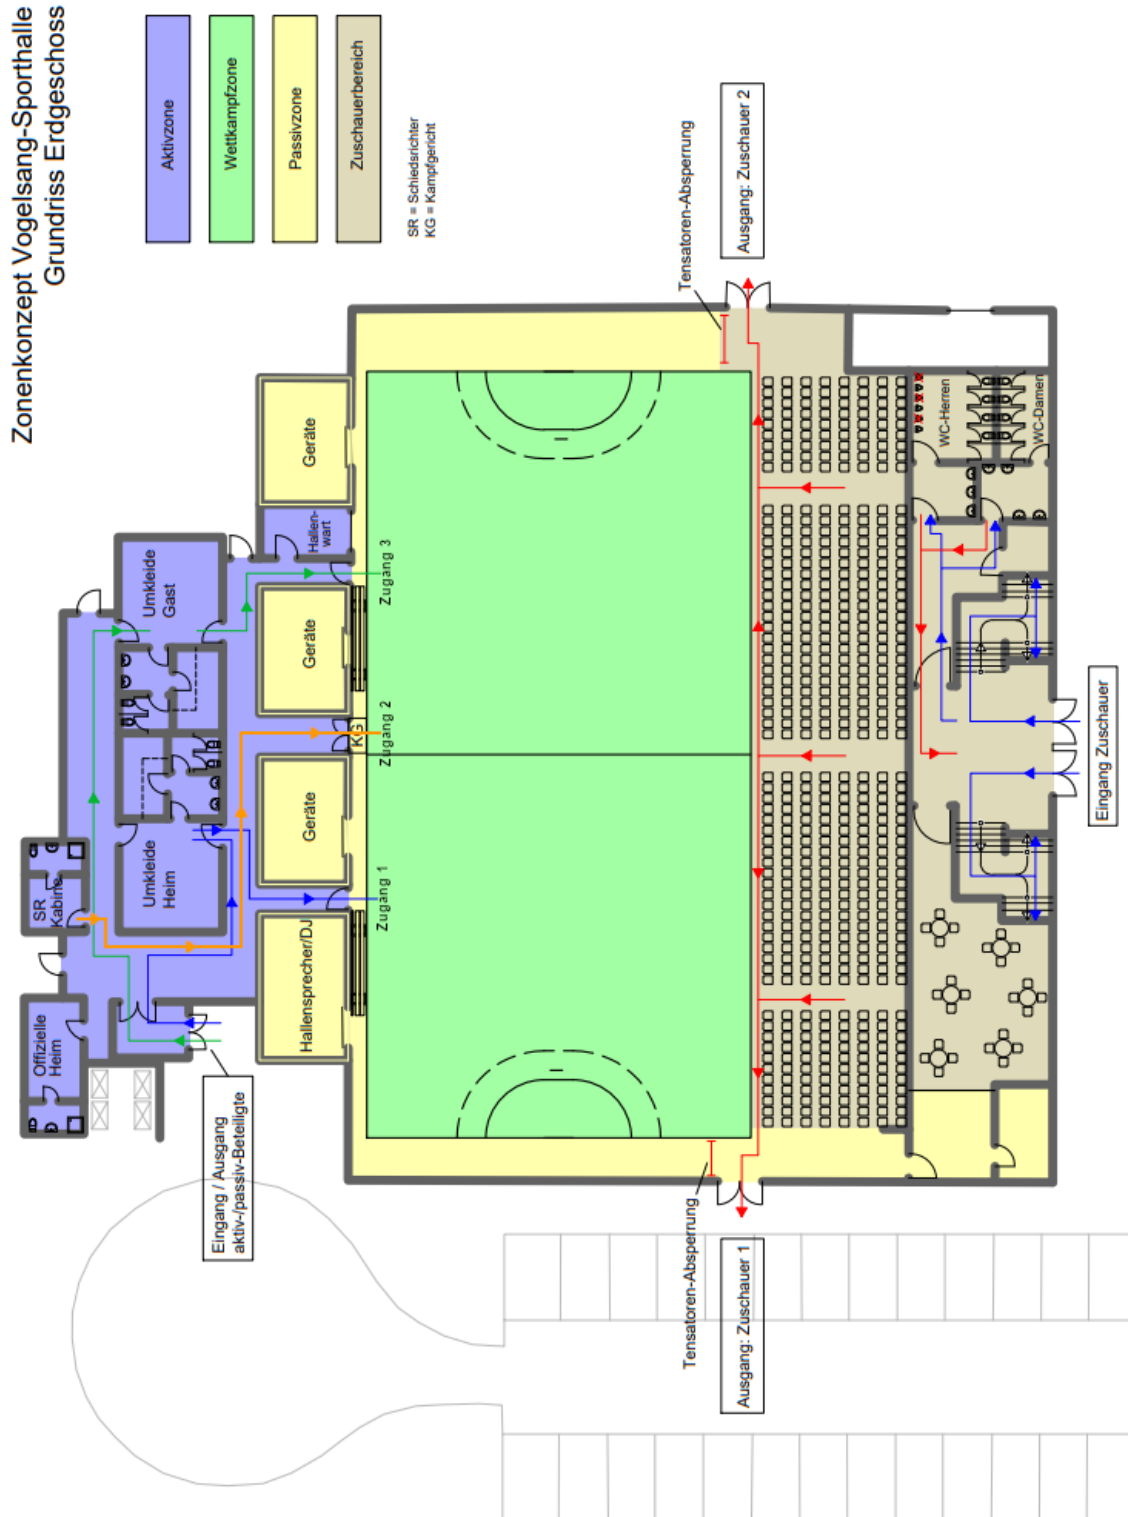 Zonenkonzept Vogelsang-Sporthalle
Grundriss Erdgeschoss
Aktivzone
Wettkampfzone
Passivzone
Zuschauerbereich
SR = Schiedsrichter
KG = Kampfgericht
Offizielle
Heim
SR
Kabine
Umkleide
Heim
Umkleide
Gast
Eingang / Ausgang
aktiv-/passiv-Beteiligte
Hallensprecher/DJ
Geräte
Geräte
Hallen-
wart
Geräte
KG
Zugang 1
Zugang 2
Zugang 3
Tensatoren-Absperrung
Tensatoren-Absperrung
Ausgang: Zuschauer 1
Ausgang: Zuschauer 2
WC-Herren
WC-Damen
Eingang Zuschauer